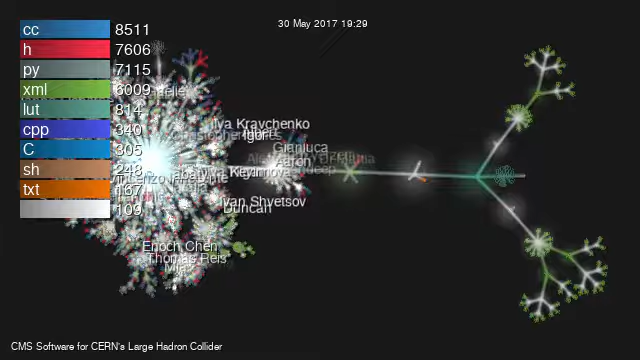 30 May 2017 19:29
cc 8511
h 7606
py 7115
xml 6009
lut 814
cpp 340
C 305
sh 248
txt 167
109
Ilya Kravchenko
Gianluca
Aaron
Ivan Shvetsov
Duncan
Enoch Chen
Thomas Reis
CMS Software for CERN's Large Hadron Collider